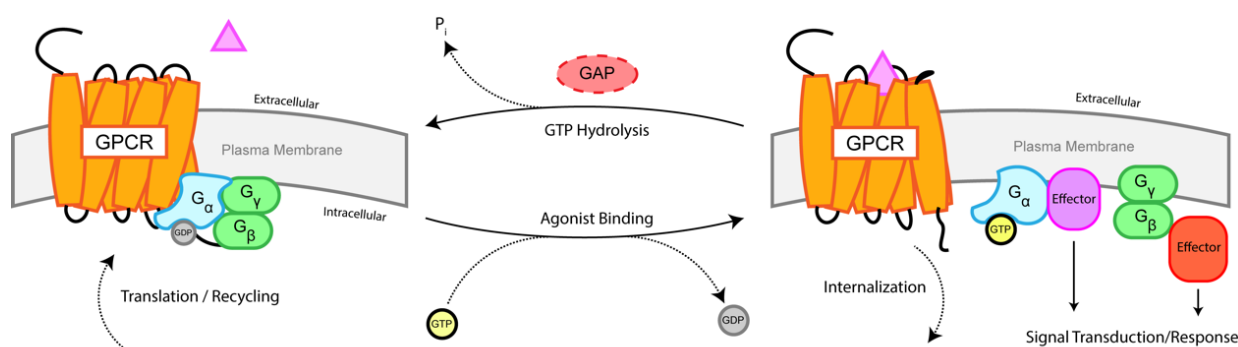 Extracellular
GPCR
Plasma Membrane
Gα
Gγ
Gβ
GDP
Intracellular
Translation / Recycling
Pi
GAP
GTP Hydrolysis
Agonist Binding
GTP
GDP
Extracellular
GPCR
Plasma Membrane
Gα
GTP
Effector
Gγ
Gβ
Effector
Internalization
Signal Transduction/Response